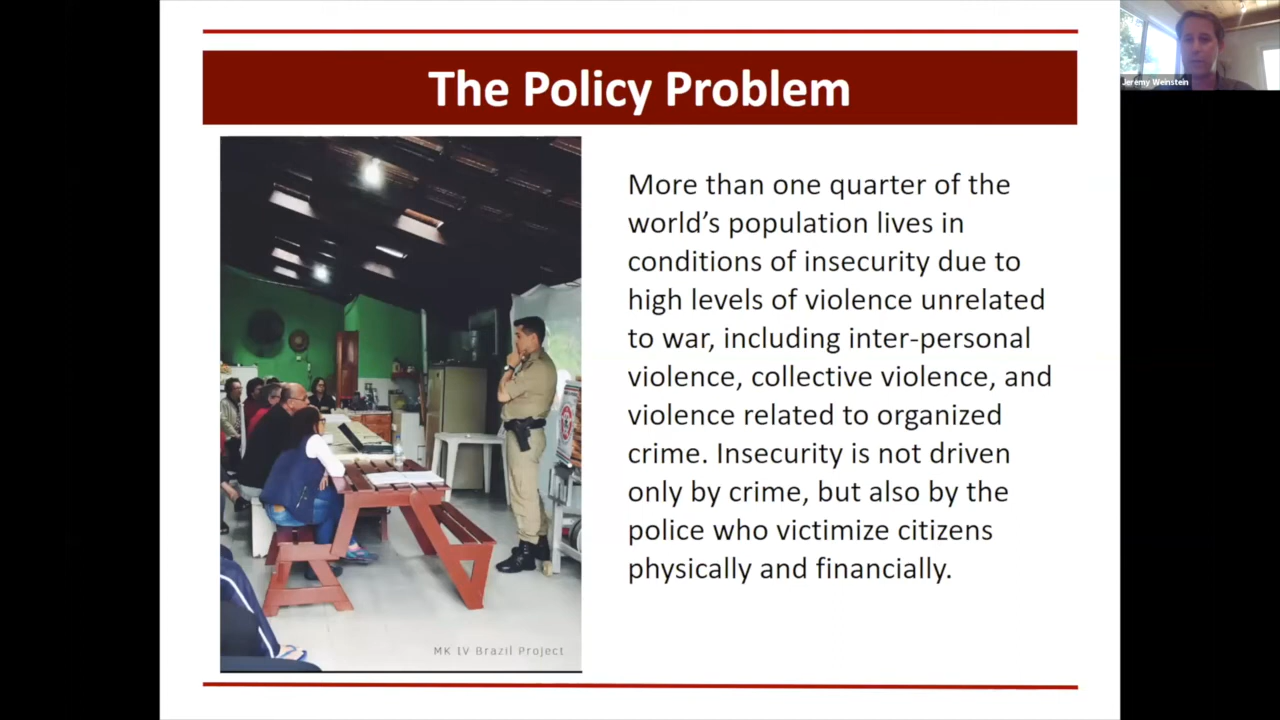 The Policy Problem
Jeremy Weinstein
More than one quarter of the
world’s population lives in
conditions of insecurity due to
high levels of violence unrelated
to war, including inter-personal
violence, collective violence, and
violence related to organized
crime. Insecurity is not driven
only by crime, but also by the
police who victimize citizens
physically and financially.
MK IV Brazil Project